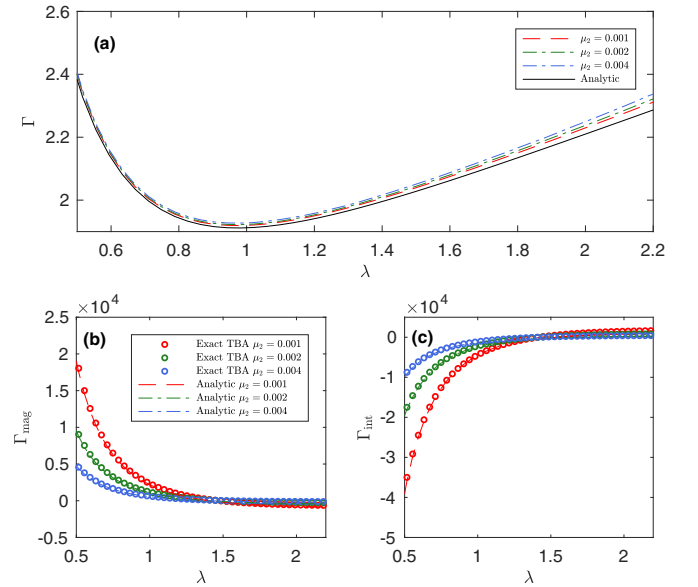 2.6
2.4
2.2
2
Γ
(a)
μ₂ = 0.001
μ₂ = 0.002
μ₂ = 0.004
Analytic
0.6 0.8 1 1.2 1.4 1.6 1.8 2 2.2
λ
×10⁴
2.5
2
1.5
1
0.5
0
-0.5
Γmag
(b)
Exact TBA μ₂ = 0.001
Exact TBA μ₂ = 0.002
Exact TBA μ₂ = 0.004
Analytic μ₂ = 0.001
Analytic μ₂ = 0.002
Analytic μ₂ = 0.004
0.5 1 1.5 2
λ
×10⁴
0
-1
-2
-3
-4
-5
Γint
(c)
0.5 1 1.5 2
λ